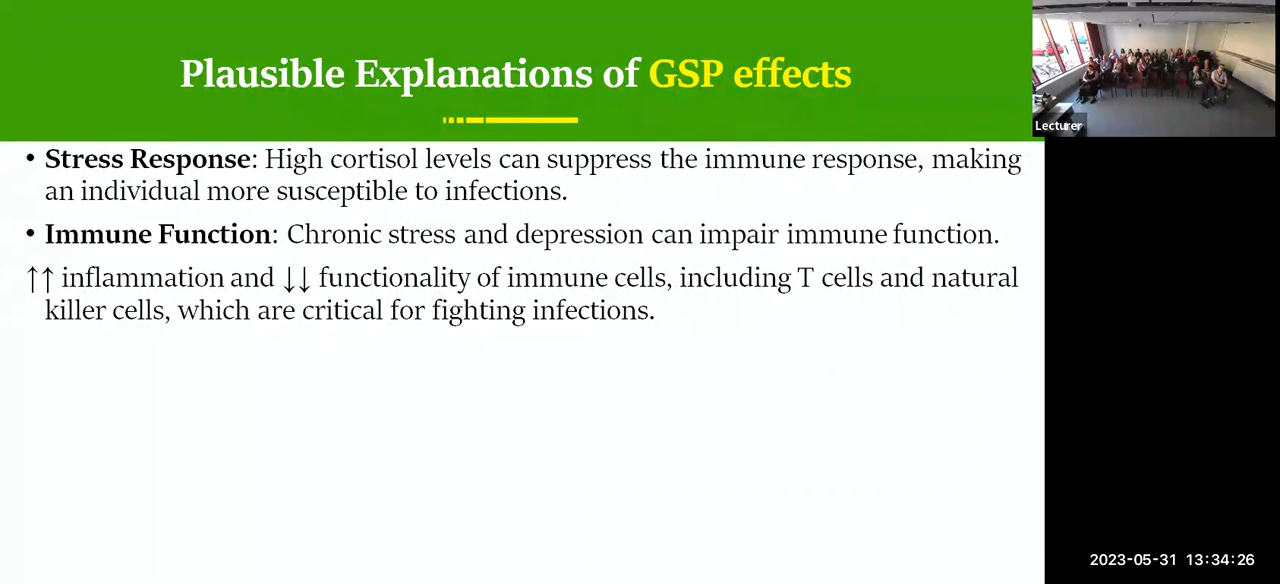 Plausible Explanations of GSP effects
Lecturer
• Stress Response: High cortisol levels can suppress the immune response, making
an individual more susceptible to infections.
• Immune Function: Chronic stress and depression can impair immune function.
↑↑ inflammation and ↓↓ functionality of immune cells, including T cells and natural
killer cells, which are critical for fighting infections.
2023-05-31 13:34:26